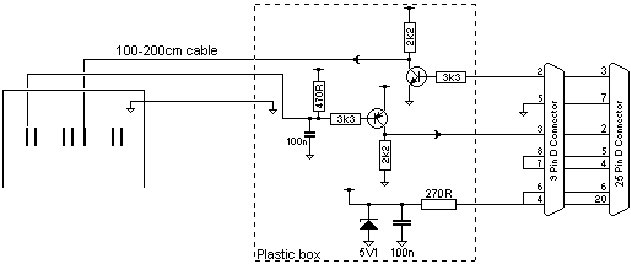 2k2
100-200cm cable
3k3
2
3
470R
5
7
3k3
100n
3
2
2k2
8
5
7
4
270R
6
6
4
20
9 Pin D Connector
25 Pin D Connector
5V1
100n
Plastic box